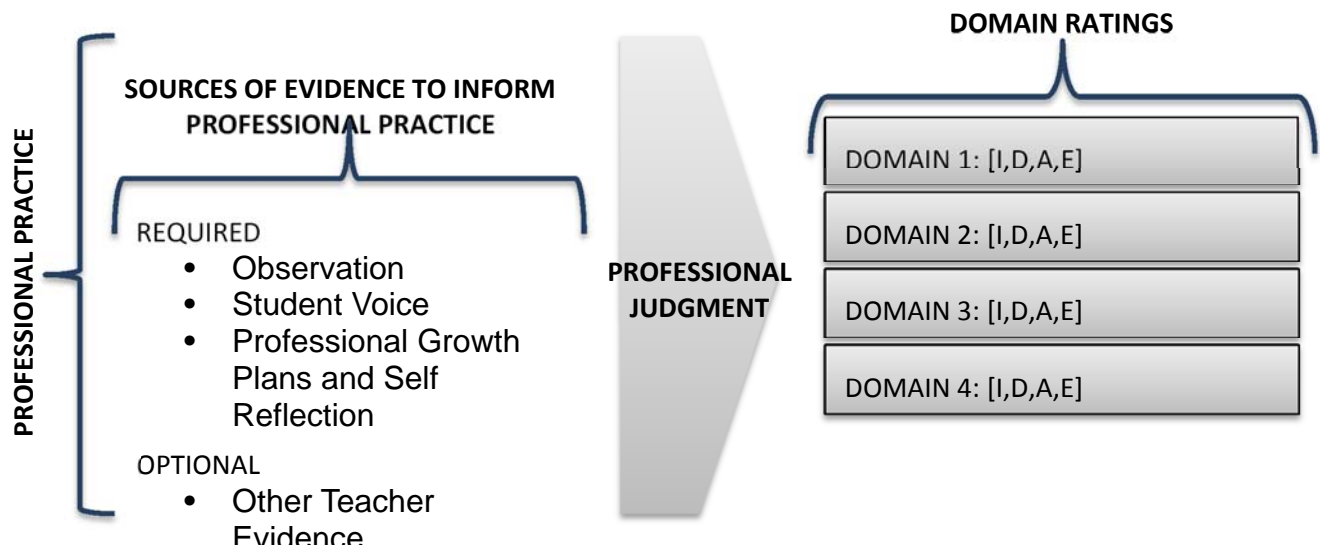 PROFESSIONAL PRACTICE
SOURCES OF EVIDENCE TO INFORM
PROFESSIONAL PRACTICE
REQUIRED
• Observation
• Student Voice
• Professional Growth
Plans and Self
Reflection
OPTIONAL
• Other Teacher
Evidence
PROFESSIONAL
JUDGMENT
DOMAIN RATINGS
DOMAIN 1: [I,D,A,E]
DOMAIN 2: [I,D,A,E]
DOMAIN 3: [I,D,A,E]
DOMAIN 4: [I,D,A,E]